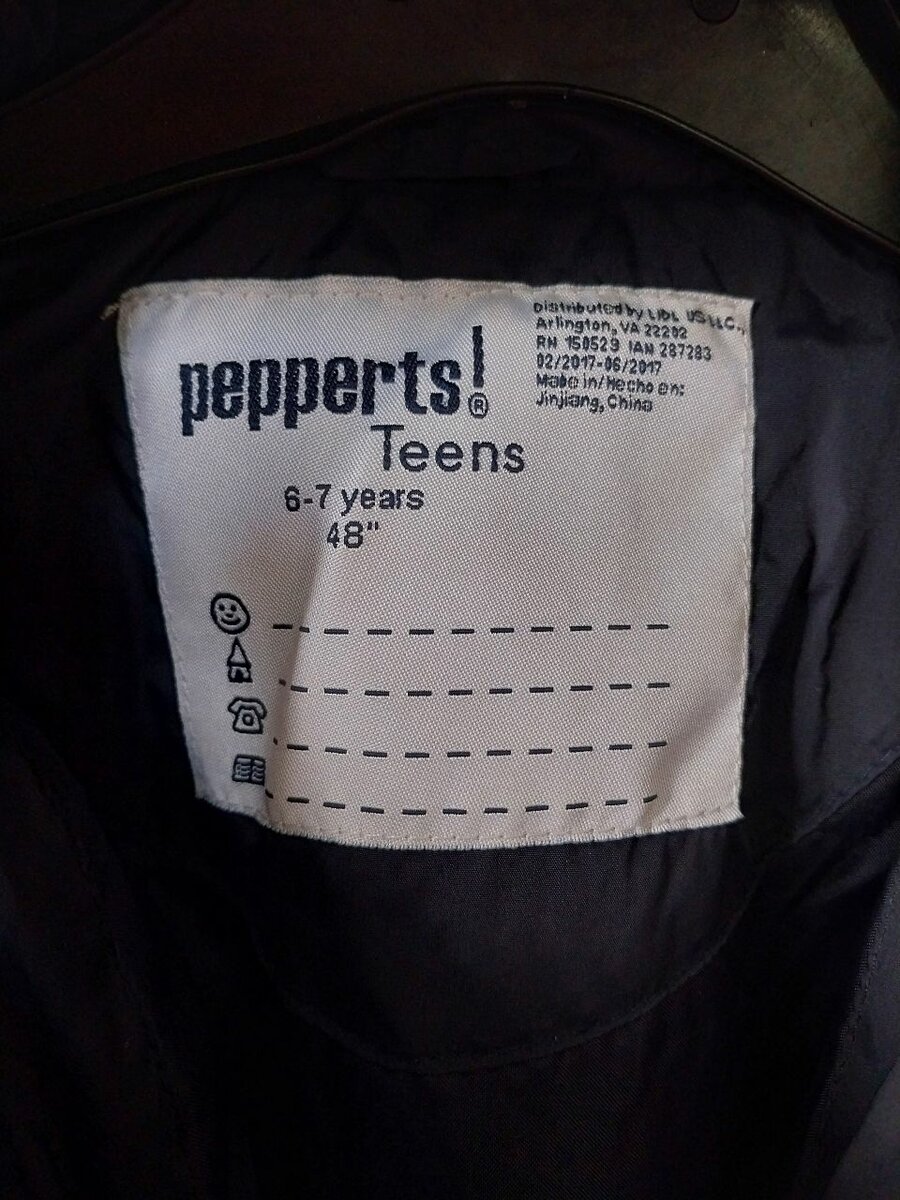 pepperts!®
Teens
6-7 years
48"
Distributed by LIDL US LLC.,
Arlington, VA 22202
RN 150529 IAN 287283
02/2017-06/2017
Made in/Hecho en:
Jinjiang, China